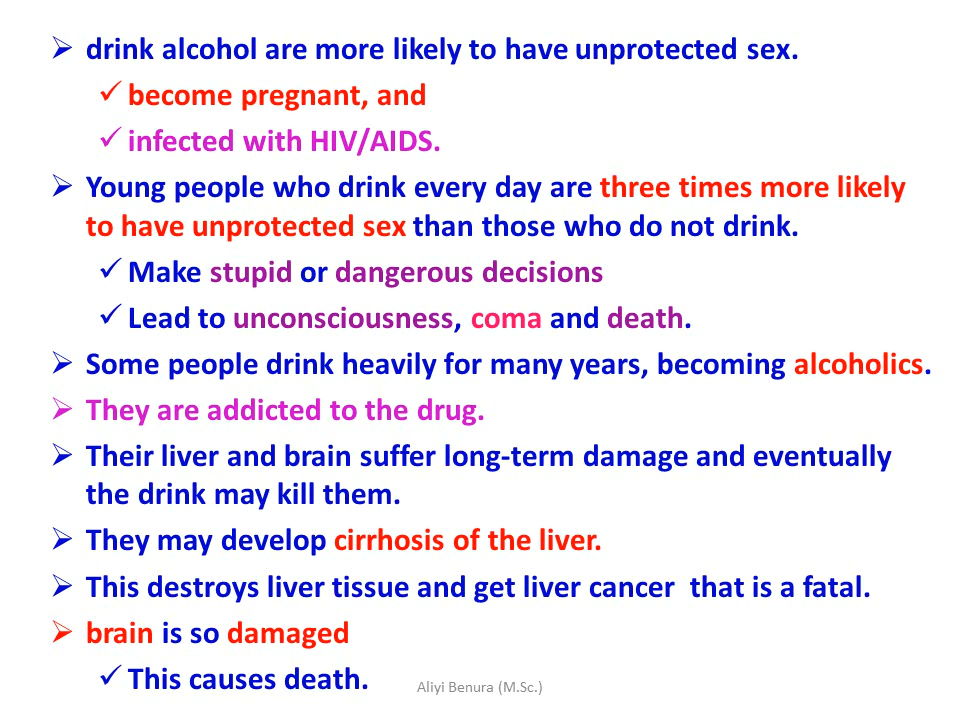 ➢ drink alcohol are more likely to have unprotected sex.
✓ become pregnant, and
✓ infected with HIV/AIDS.
➢ Young people who drink every day are three times more likely
to have unprotected sex than those who do not drink.
✓ Make stupid or dangerous decisions
✓ Lead to unconsciousness, coma and death.
➢ Some people drink heavily for many years, becoming alcoholics.
➢ They are addicted to the drug.
➢ Their liver and brain suffer long-term damage and eventually
the drink may kill them.
➢ They may develop cirrhosis of the liver.
➢ This destroys liver tissue and get liver cancer  that is a fatal.
➢ brain is so damaged
✓ This causes death.
Aliyi Benura (M.Sc.)